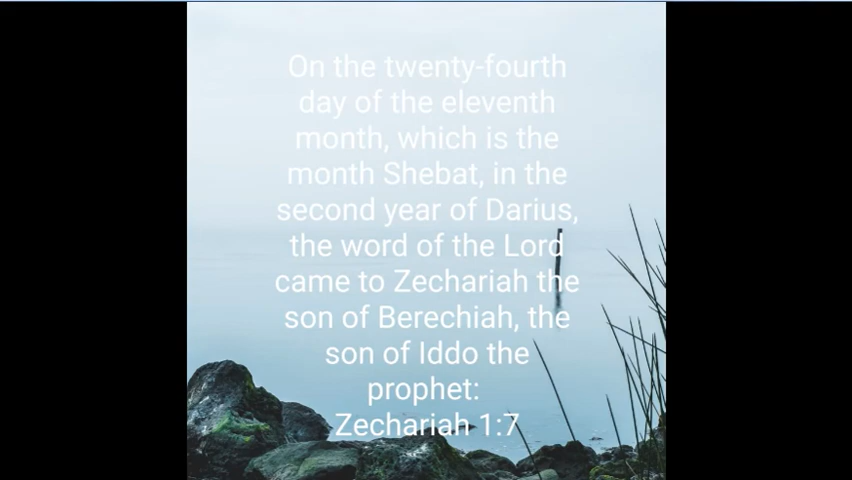 On the twenty-fourth
day of the eleventh
month, which is the
month Shebat, in the
second year of Darius,
the word of the Lord
came to Zechariah the
son of Berechiah, the
son of Iddo the
prophet:
Zechariah 1:7